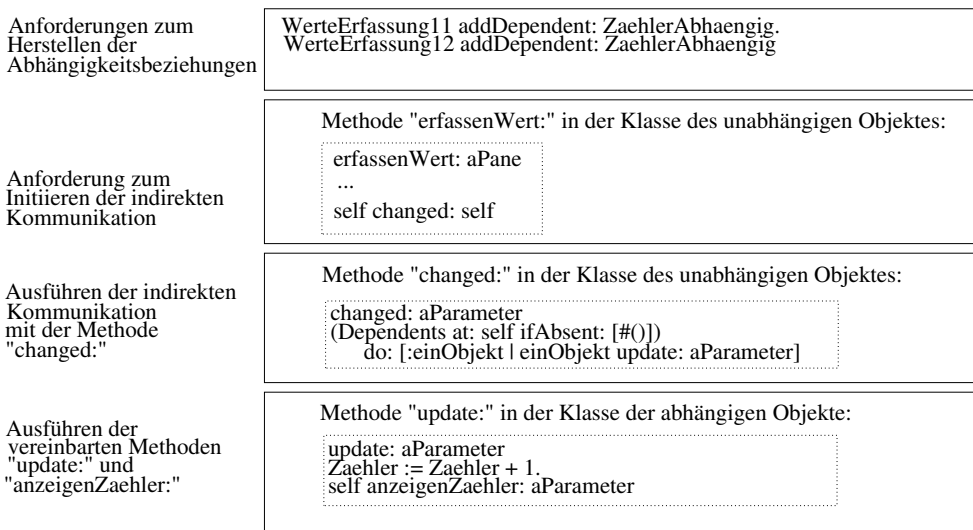 Anforderungen zum
Herstellen der
Abhängigkeitsbeziehungen
WerteErfassung11 addDependent: ZaehlerAbhaengig.
WerteErfassung12 addDependent: ZaehlerAbhaengig
Anforderung zum
Initiieren der indirekten
Kommunikation
Methode "erfassenWert:" in der Klasse des unabhängigen Objektes:
erfassenWert: aPane
...
self changed: self
Ausführen der indirekten
Kommunikation
mit der Methode
"changed:"
Methode "changed:" in der Klasse des unabhängigen Objektes:
changed: aParameter
(Dependents at: self ifAbsent: [#()])
do: [:einObjekt | einObjekt update: aParameter]
Ausführen der
vereinbarten Methoden
"update:" und
"anzeigenZaehler:"
Methode "update:" in der Klasse der abhängigen Objekte:
update: aParameter
Zaehler := Zaehler + 1.
self anzeigenZaehler: aParameter